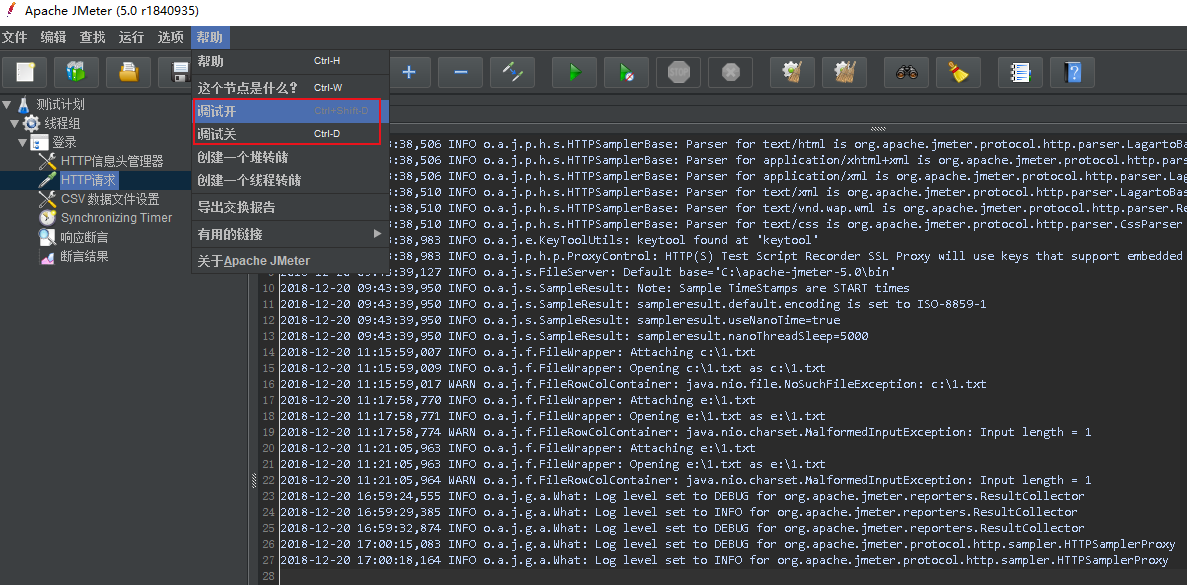 Apache JMeter (5.0 r1840935)
文件 编辑 查找 运行 选项 帮助
帮助 Ctrl-H
这个节点是什么? Ctrl-W
调试开 Ctrl+Shift-D
调试关 Ctrl-D
创建一个堆转储
创建一个线程转储
导出交换报告
有用的链接
关于Apache JMeter
STOP
测试计划
线程组
登录
HTTP信息头管理器
HTTP请求
CSV 数据文件设置
Synchronizing Timer
响应断言
断言结果
:38,506 INFO o.a.j.p.h.s.HTTPSamplerBase: Parser for text/html is org.apache.jmeter.protocol.http.parser.LagartoBa
:38,506 INFO o.a.j.p.h.s.HTTPSamplerBase: Parser for application/xhtml+xml is org.apache.jmeter.protocol.http.pars
:38,506 INFO o.a.j.p.h.s.HTTPSamplerBase: Parser for application/xml is org.apache.jmeter.protocol.http.parser.Lag
:38,510 INFO o.a.j.p.h.s.HTTPSamplerBase: Parser for text/xml is org.apache.jmeter.protocol.http.parser.LagartoBas
:38,510 INFO o.a.j.p.h.s.HTTPSamplerBase: Parser for text/vnd.wap.wml is org.apache.jmeter.protocol.http.parser.Re
:38,510 INFO o.a.j.p.h.s.HTTPSamplerBase: Parser for text/css is org.apache.jmeter.protocol.http.parser.CssParser
:38,983 INFO o.a.j.e.KeyToolUtils: keytool found at 'keytool'
:38,983 INFO o.a.j.p.h.p.ProxyControl: HTTP(S) Test Script Recorder SSL Proxy will use keys that support embedded
9 2018-12-20 09:43:39,127 INFO o.a.j.s.FileServer: Default base='C:\apache-jmeter-5.0\bin'
10 2018-12-20 09:43:39,950 INFO o.a.j.s.SampleResult: Note: Sample TimeStamps are START times
11 2018-12-20 09:43:39,950 INFO o.a.j.s.SampleResult: sampleresult.default.encoding is set to ISO-8859-1
12 2018-12-20 09:43:39,950 INFO o.a.j.s.SampleResult: sampleresult.useNanoTime=true
13 2018-12-20 09:43:39,950 INFO o.a.j.s.SampleResult: sampleresult.nanoThreadSleep=5000
14 2018-12-20 11:15:59,007 INFO o.a.j.f.FileWrapper: Attaching c:\1.txt
15 2018-12-20 11:15:59,009 INFO o.a.j.f.FileWrapper: Opening c:\1.txt as c:\1.txt
16 2018-12-20 11:15:59,017 WARN o.a.j.f.FileRowColContainer: java.nio.file.NoSuchFileException: c:\1.txt
17 2018-12-20 11:17:58,770 INFO o.a.j.f.FileWrapper: Attaching e:\1.txt
18 2018-12-20 11:17:58,771 INFO o.a.j.f.FileWrapper: Opening e:\1.txt as e:\1.txt
19 2018-12-20 11:17:58,774 WARN o.a.j.f.FileRowColContainer: java.nio.charset.MalformedInputException: Input length = 1
20 2018-12-20 11:21:05,963 INFO o.a.j.f.FileWrapper: Attaching e:\1.txt
21 2018-12-20 11:21:05,963 INFO o.a.j.f.FileWrapper: Opening e:\1.txt as e:\1.txt
22 2018-12-20 11:21:05,964 WARN o.a.j.f.FileRowColContainer: java.nio.charset.MalformedInputException: Input length = 1
23 2018-12-20 16:59:24,555 INFO o.a.j.g.a.What: Log level set to DEBUG for org.apache.jmeter.reporters.ResultCollector
24 2018-12-20 16:59:29,385 INFO o.a.j.g.a.What: Log level set to INFO for org.apache.jmeter.reporters.ResultCollector
25 2018-12-20 16:59:32,874 INFO o.a.j.g.a.What: Log level set to DEBUG for org.apache.jmeter.reporters.ResultCollector
26 2018-12-20 17:00:15,083 INFO o.a.j.g.a.What: Log level set to DEBUG for org.apache.jmeter.protocol.http.sampler.HTTPSamplerProxy
27 2018-12-20 17:00:18,164 INFO o.a.j.g.a.What: Log level set to INFO for org.apache.jmeter.protocol.http.sampler.HTTPSamplerProxy
28